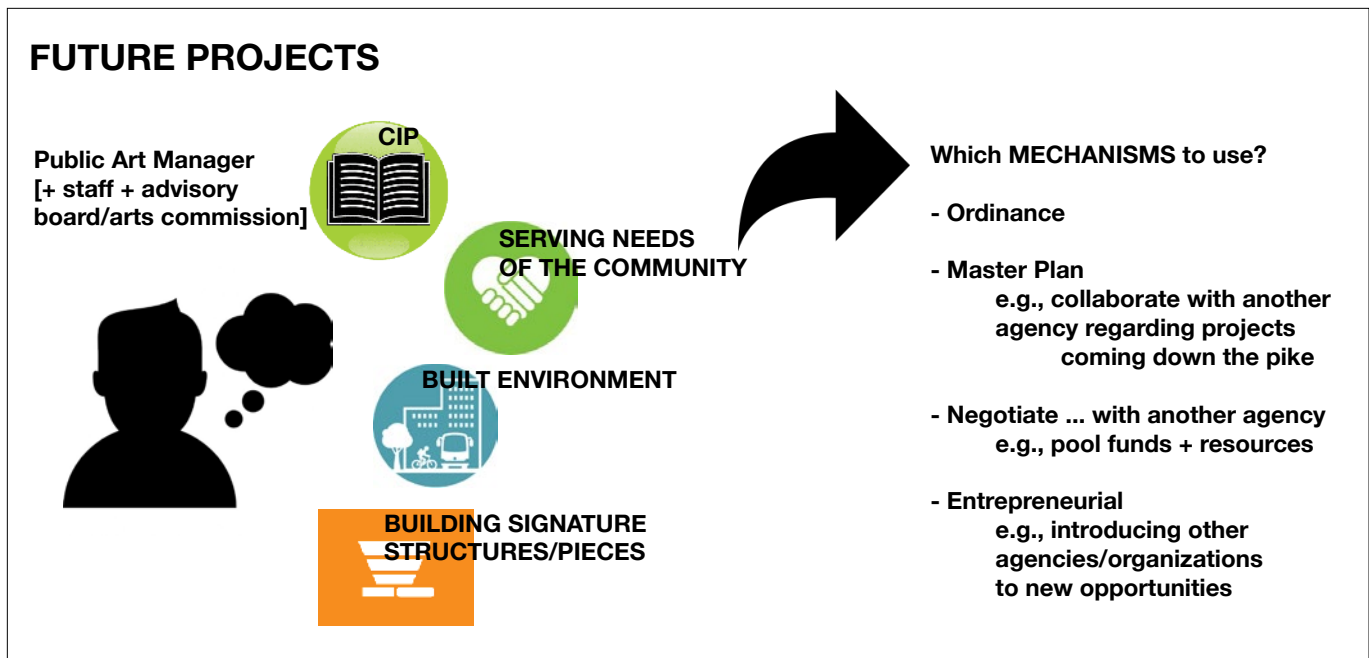 FUTURE PROJECTS
Public Art Manager
[+ staff + advisory
board/arts commission]
CIP
SERVING NEEDS
OF THE COMMUNITY
BUILT ENVIRONMENT
BUILDING SIGNATURE
STRUCTURES/PIECES
Which MECHANISMS to use?
- Ordinance
- Master Plan
e.g., collaborate with another
agency regarding projects
coming down the pike
- Negotiate ... with another agency
e.g., pool funds + resources
- Entrepreneurial
e.g., introducing other
agencies/organizations
to new opportunities